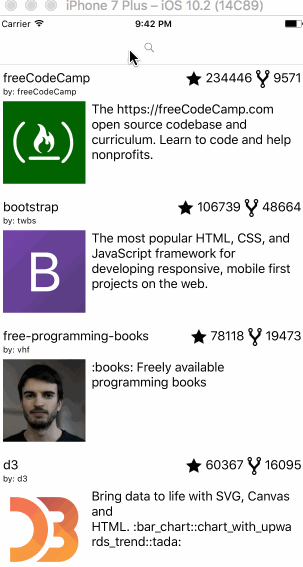 iPhone 7 Plus – iOS 10.2 (14C89)
Carrier 9:42 PM
freeCodeCamp 234446 9571
by: freeCodeCamp
The https://freeCodeCamp.com
open source codebase and
curriculum. Learn to code and help
nonprofits.
bootstrap 106739 48664
by: twbs
B
The most popular HTML, CSS, and
JavaScript framework for
developing responsive, mobile first
projects on the web.
free-programming-books 78118 19473
by: vhf
:books: Freely available
programming books
d3 60367 16095
by: d3
D3
Bring data to life with SVG, Canvas
and
HTML. :bar_chart::chart_with_upwa
rds_trend::tada: